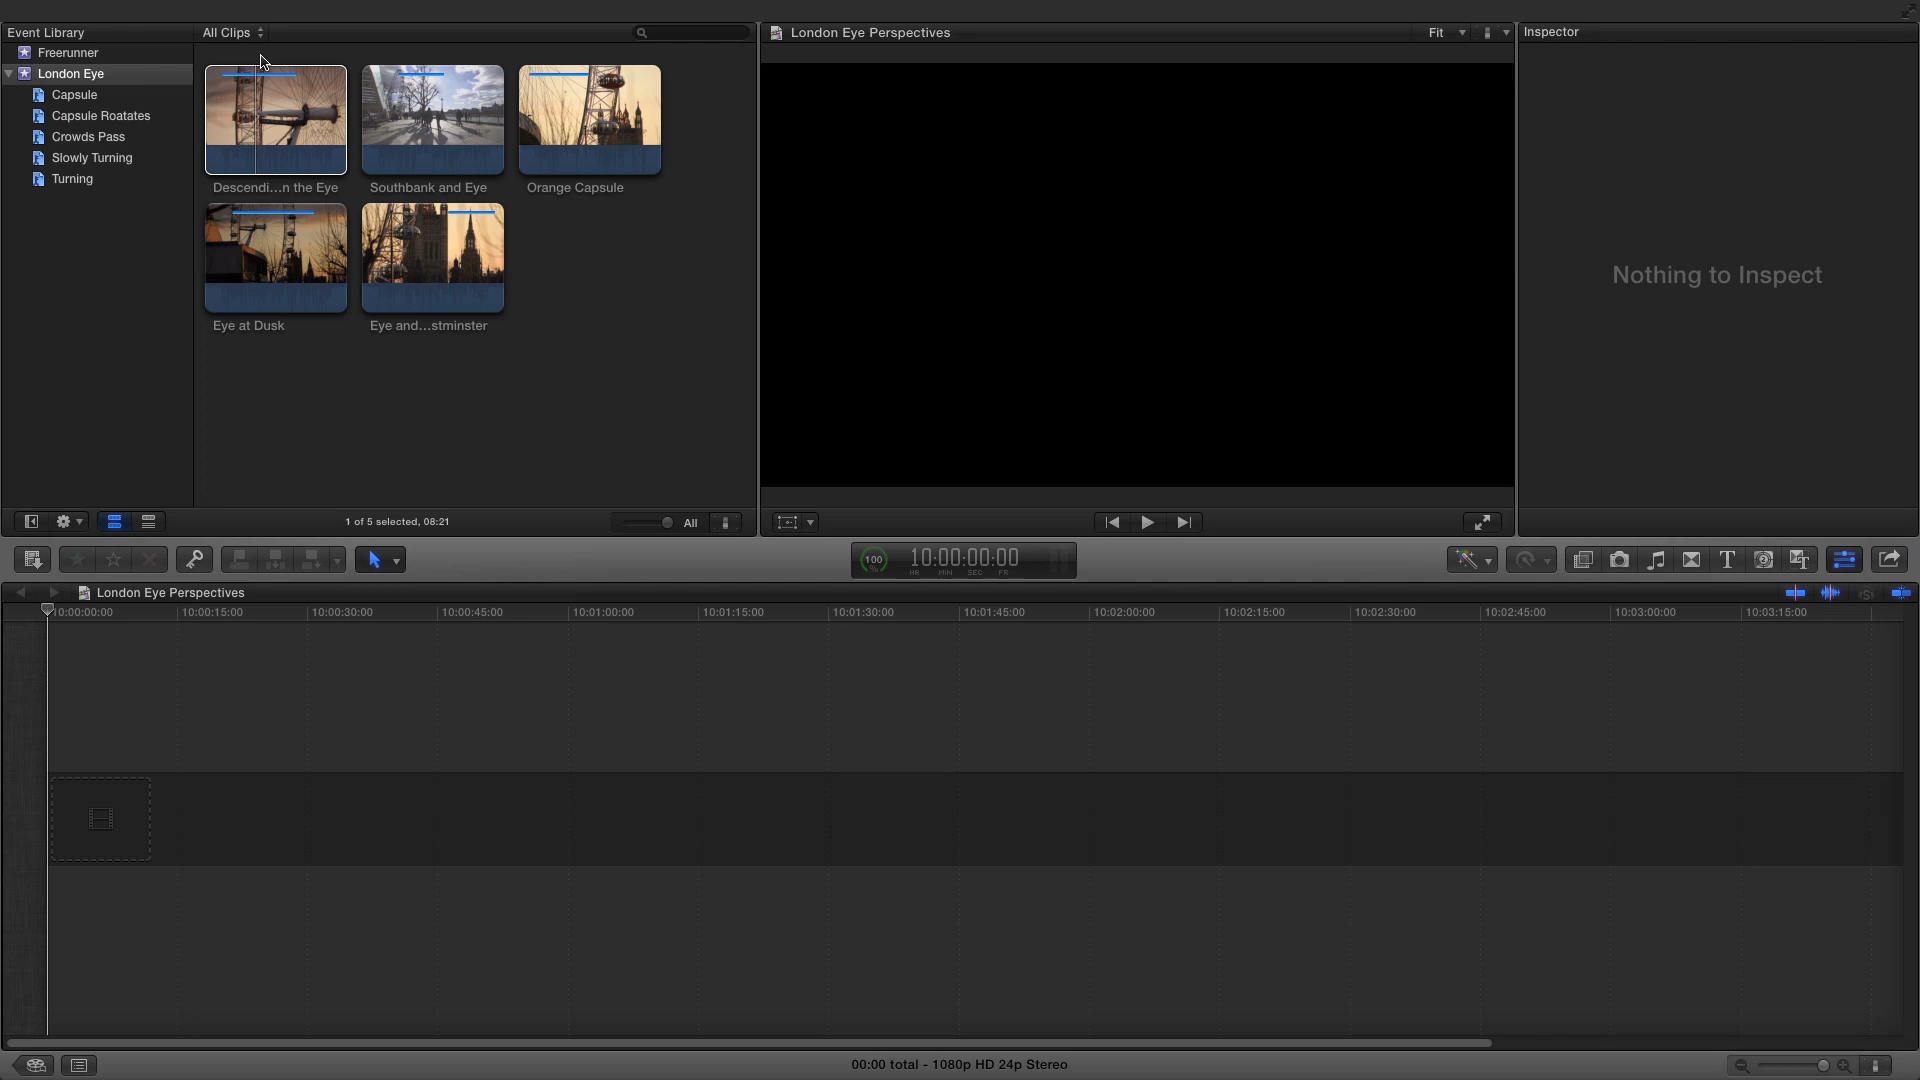 Event Library
All Clips
London Eye Perspectives
Fit
Inspector
Freerunner
London Eye
Capsule
Capsule Roatates
Crowds Pass
Slowly Turning
Turning
Descendi...n the Eye
Southbank and Eye
Orange Capsule
Eye at Dusk
Eye and...stminster
Nothing to Inspect
1 of 5 selected, 08:21
All
100
%
10:00:00:00
HR MIN SEC FR
London Eye Perspectives
10:00:00:00
10:00:15:00
10:00:30:00
10:00:45:00
10:01:00:00
10:01:15:00
10:01:30:00
10:01:45:00
10:02:00:00
10:02:15:00
10:02:30:00
10:02:45:00
10:03:00:00
10:03:15:00
00:00 total - 1080p HD 24p Stereo